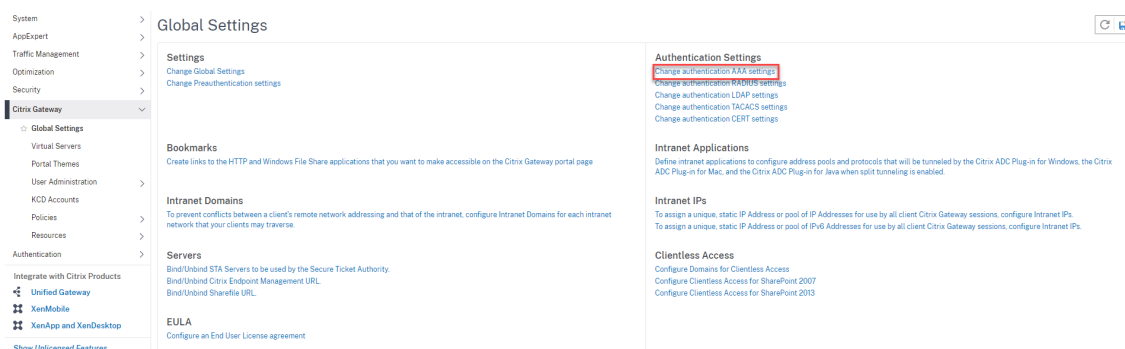 System
AppExpert
Traffic Management
Optimization
Security
Citrix Gateway
Global Settings
Virtual Servers
Portal Themes
User Administration
KCD Accounts
Policies
Resources
Authentication
Integrate with Citrix Products
Unified Gateway
XenMobile
XenApp and XenDesktop
Show Unlicensed Features
Global Settings
Settings
Change Global Settings
Change Preauthentication settings
Authentication Settings
Change authentication AAA settings
Change authentication RADIUS settings
Change authentication LDAP settings
Change authentication TACACS settings
Change authentication CERT settings
Bookmarks
Create links to the HTTP and Windows File Share applications that you want to make accessible on the Citrix Gateway portal page
Intranet Applications
Define intranet applications to configure address pools and protocols that will be tunneled by the Citrix ADC Plug-in for Windows, the Citrix
ADC Plug-in for Mac, and the Citrix ADC Plug-in for Java when split tunneling is enabled.
Intranet Domains
To prevent conflicts between a client's remote network addressing and that of the intranet, configure Intranet Domains for each intranet
network that your clients may traverse.
Intranet IPs
To assign a unique, static IP Address or pool of IP Addresses for use by all client Citrix Gateway sessions, configure Intranet IPs.
To assign a unique, static IP Address or pool of IPv6 Addresses for use by all client Citrix Gateway sessions, configure Intranet IPs.
Servers
Bind/Unbind STA Servers to be used by the Secure Ticket Authority.
Bind/Unbind Citrix Endpoint Management URL
Bind/Unbind Sharefile URL
Clientless Access
Configure Domains for Clientless Access
Configure Clientless Access for SharePoint 2007
Configure Clientless Access for SharePoint 2013
EULA
Configure an End User License agreement